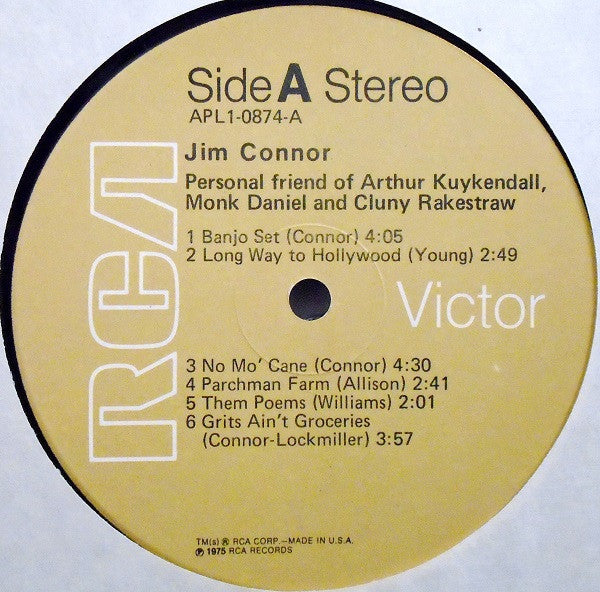 Side A Stereo
APL1-0874-A
RCA
Jim Connor
Personal friend of Arthur Kuykendall,
Monk Daniel and Cluny Rakestraw
1 Banjo Set (Connor) 4:05
2 Long Way to Hollywood (Young) 2:49
Victor
3 No Mo' Cane (Connor) 4:30
4 Parchman Farm (Allison) 2:41
5 Them Poems (Williams) 2:01
6 Grits Ain't Groceries
(Connor-Lockmiller) 3:57
TM(s) ® RCA CORP.—MADE IN U.S.A.
℗ 1975 RCA RECORDS